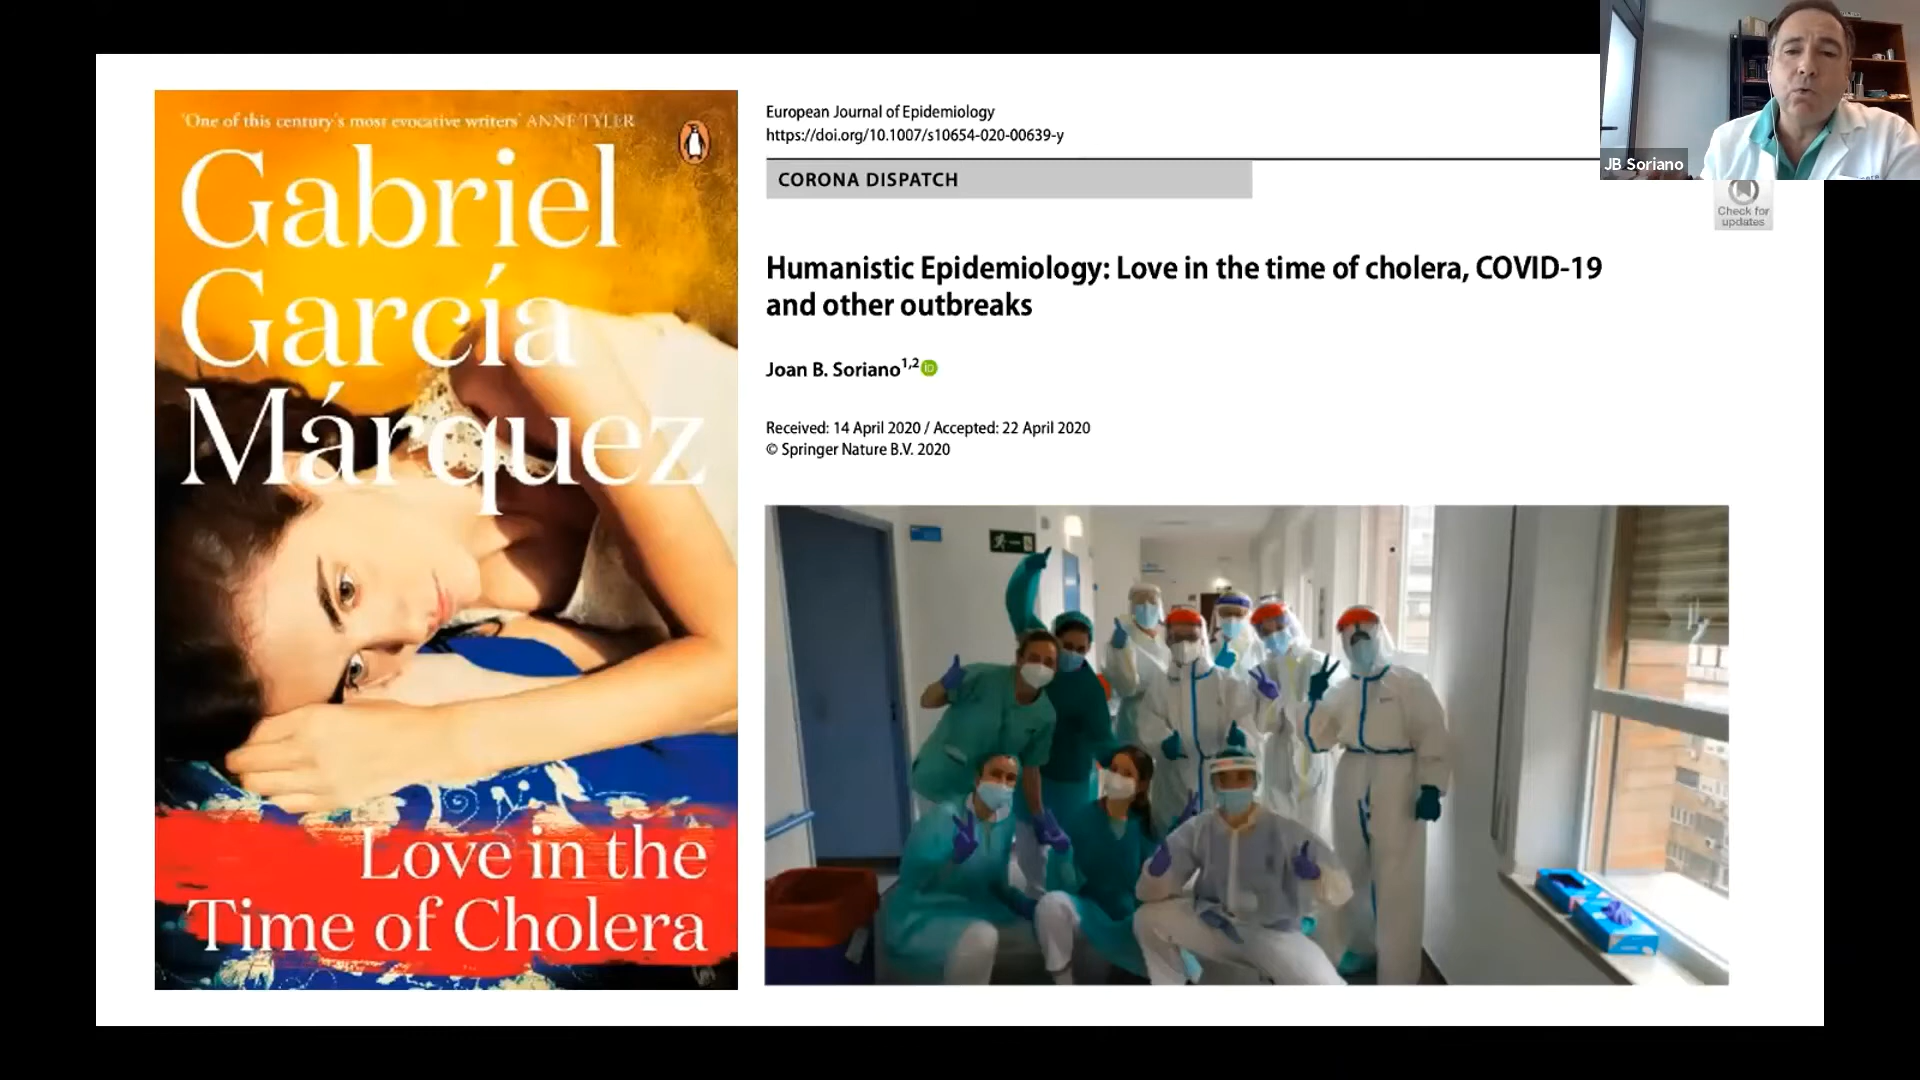 'One of this century's most evocative writers' ANNE TYLER
Gabriel
García
Márquez
Love in the
Time of Cholera
European Journal of Epidemiology
https://doi.org/10.1007/s10654-020-00639-y
CORONA DISPATCH
Check for
updates
Humanistic Epidemiology: Love in the time of cholera, COVID-19
and other outbreaks
Joan B. Soriano1,2 iD
Received: 14 April 2020 / Accepted: 22 April 2020
© Springer Nature B.V. 2020
JB Soriano